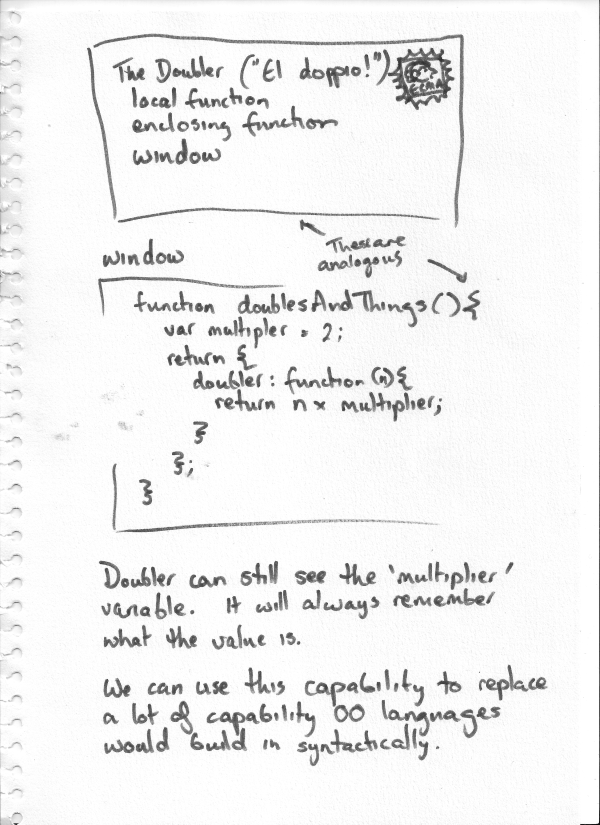 The Doubler ("El doppio!")
ECMA
local function
enclosing function
window
These are
analogous
window
function doublesAndThings(){
var multipler = 2;
return {
doubler: function (n){
return n x multiplier;
}
};
}
Doubler can still see the 'multiplier'
variable. It will always remember
what the value is.
We can use this capability to replace
a lot of capability OO languages
would build in syntactically.